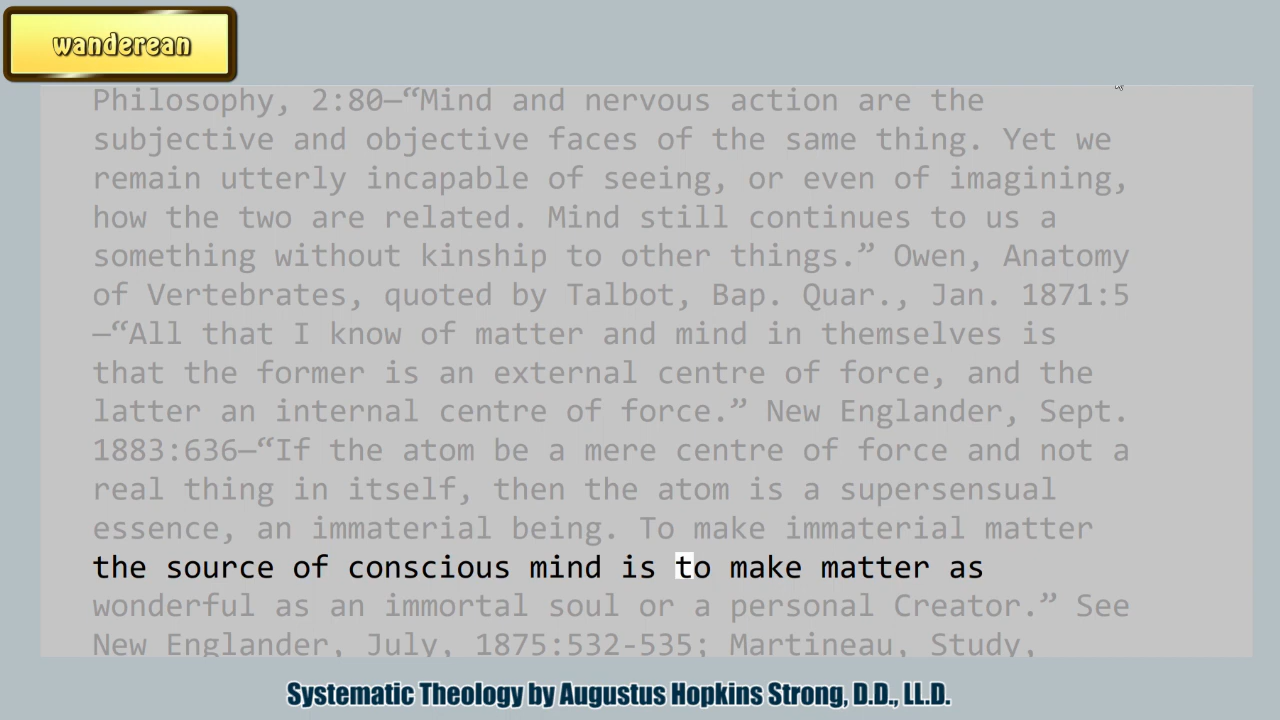 wanderean
Philosophy, 2:80—“Mind and nervous action are the
subjective and objective faces of the same thing. Yet we
remain utterly incapable of seeing, or even of imagining,
how the two are related. Mind still continues to us a
something without kinship to other things.” Owen, Anatomy
of Vertebrates, quoted by Talbot, Bap. Quar., Jan. 1871:5
—“All that I know of matter and mind in themselves is
that the former is an external centre of force, and the
latter an internal centre of force.” New Englander, Sept.
1883:636—“If the atom be a mere centre of force and not a
real thing in itself, then the atom is a supersensual
essence, an immaterial being. To make immaterial matter
the source of conscious mind is to make matter as
wonderful as an immortal soul or a personal Creator.” See
New Englander, July, 1875:532-535; Martineau, Study,
Systematic Theology by Augustus Hopkins Strong, D.D., LL.D.